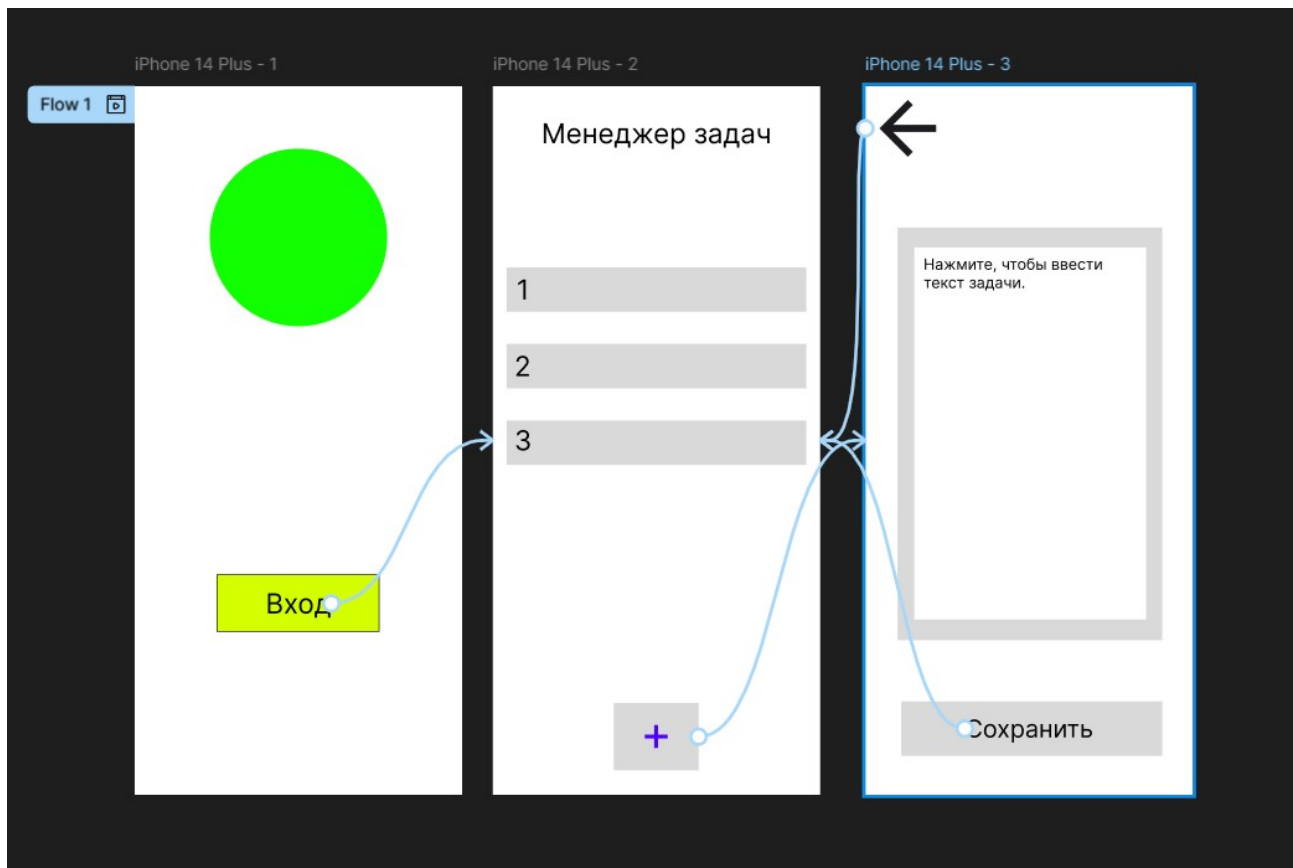 iPhone 14 Plus - 1
iPhone 14 Plus - 2
iPhone 14 Plus - 3
Flow 1
Вход
Менеджер задач
1
2
3
+
Нажмите, чтобы ввести
текст задачи.
Сохранить